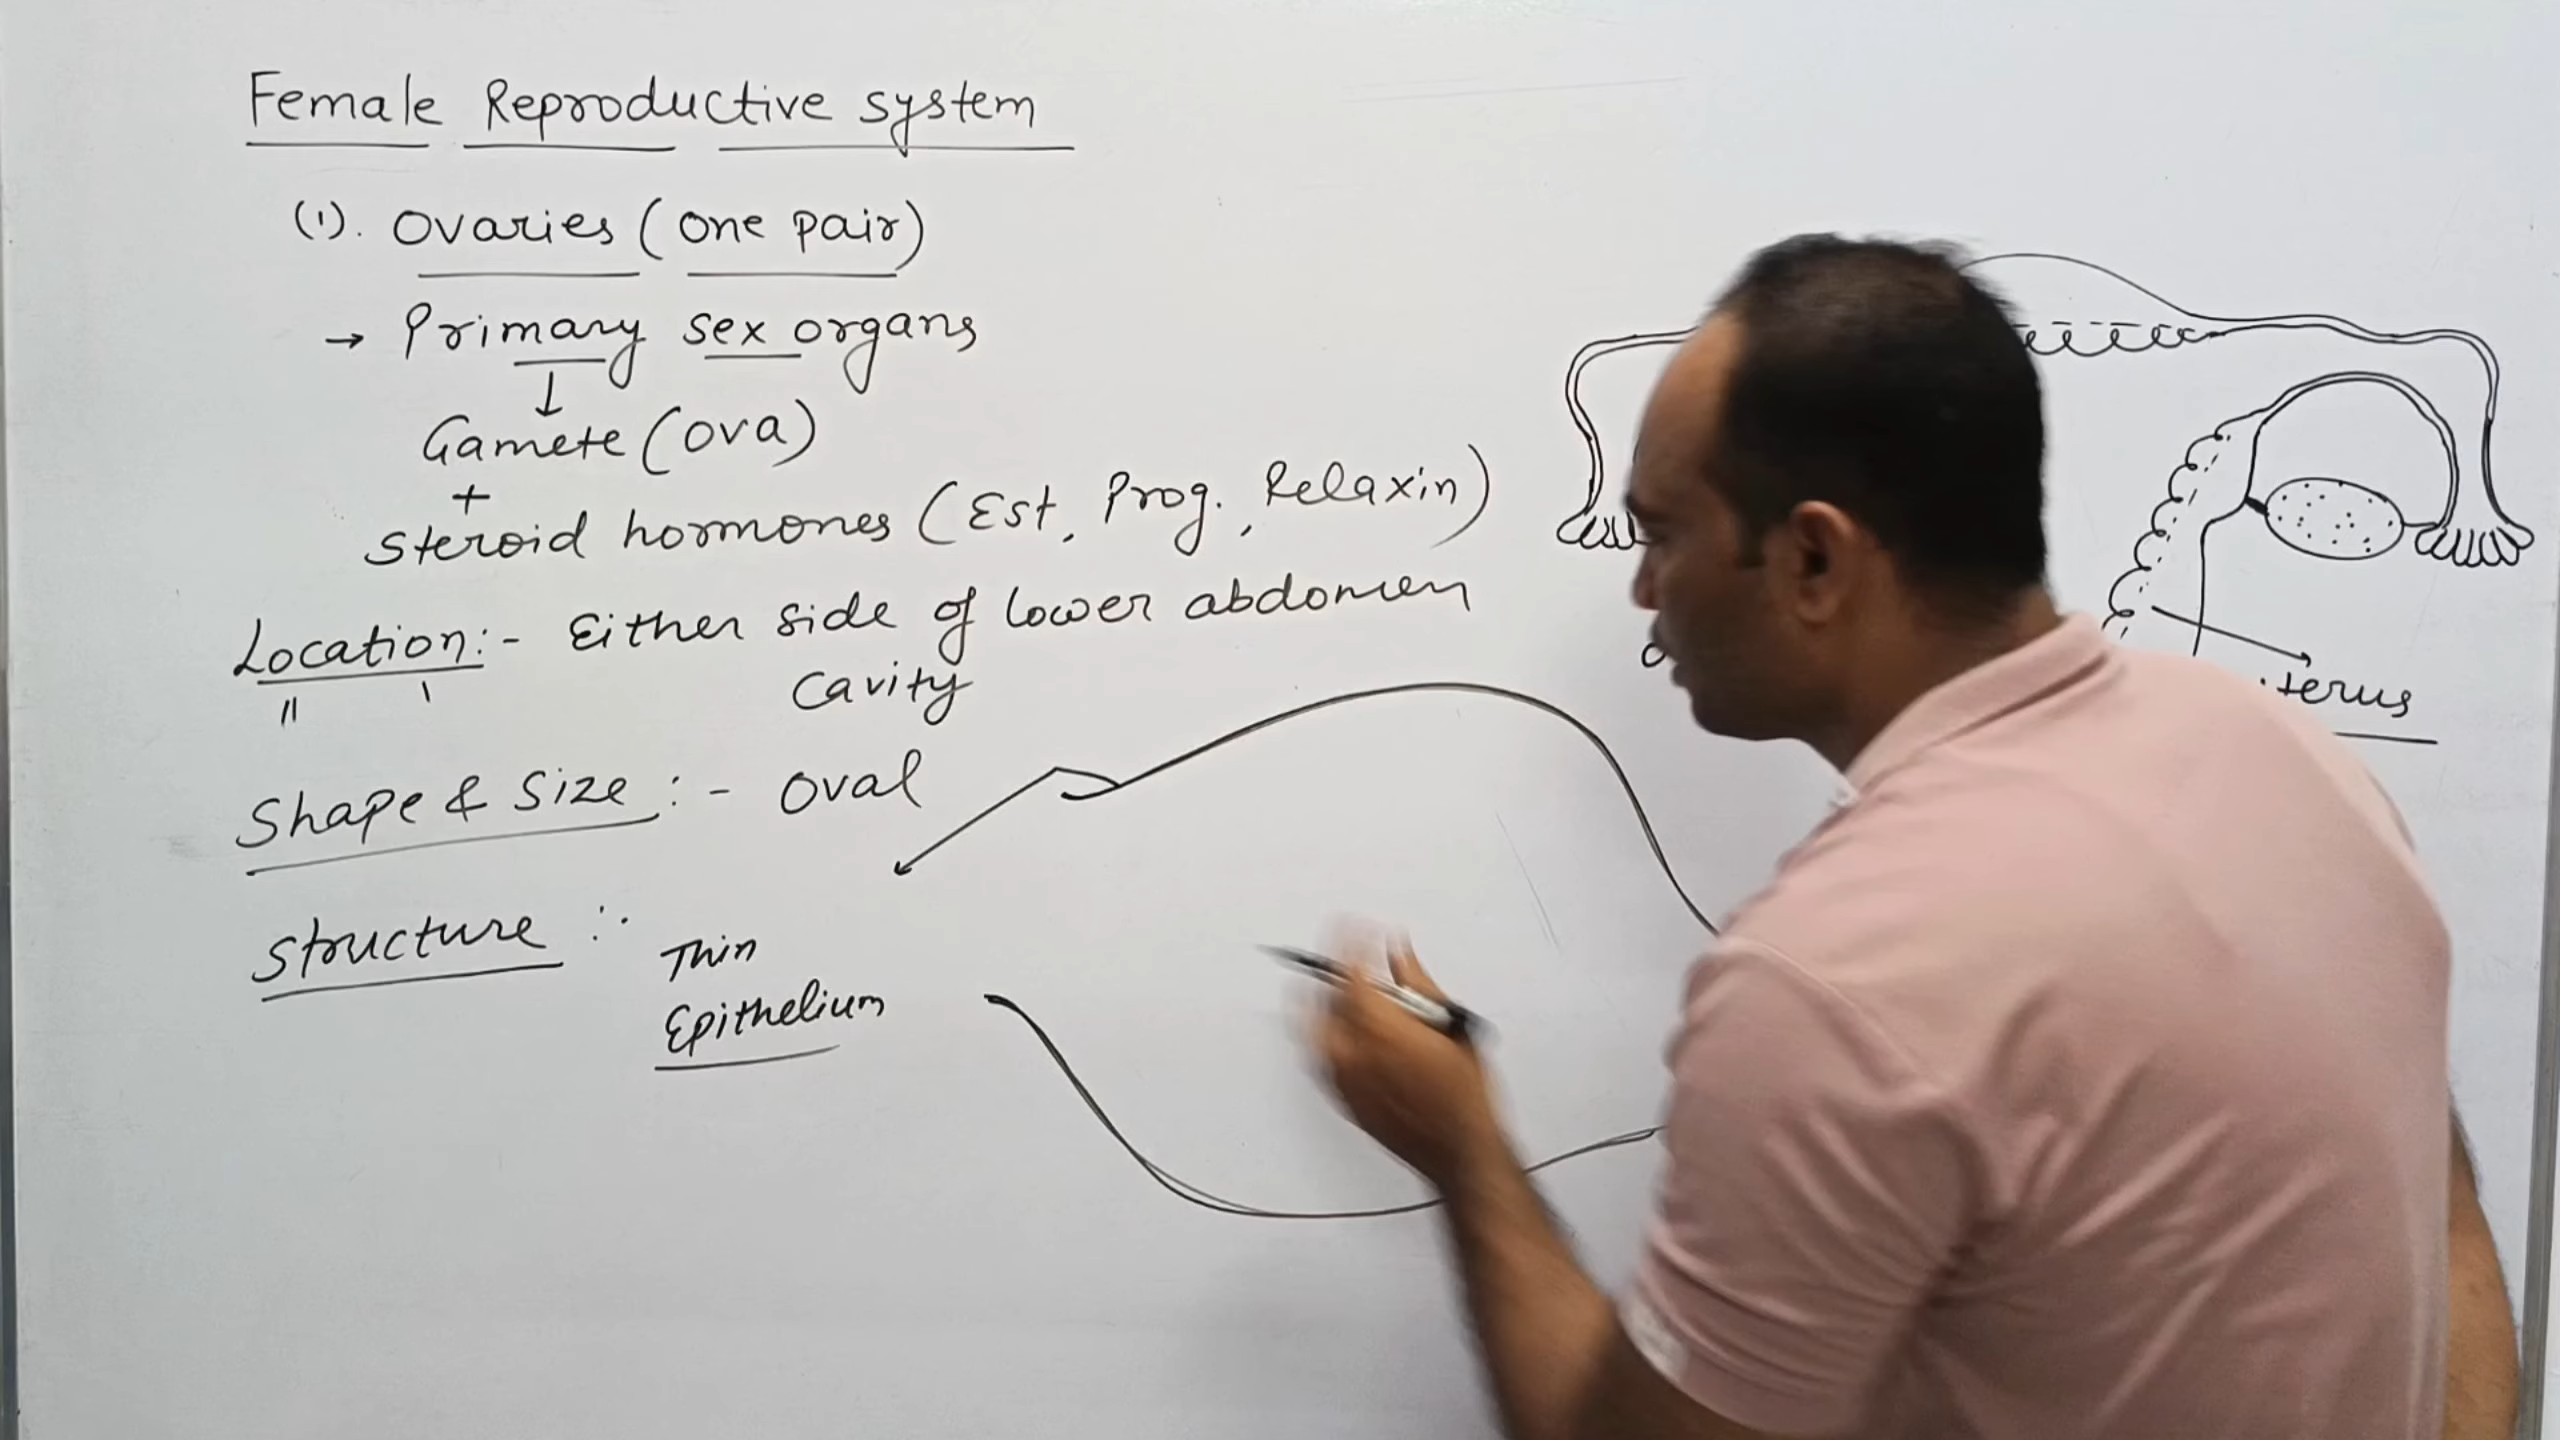 Female Reproductive system
(1). Ovaries (one pair)
→ Primary sex organs
↓
Gamete (ova)
+
Steroid hormones (Est, Prog., Relaxin)
Location:- Either side of lower abdomen
cavity
Shape & Size :- Oval
Structure :-
Thin
Epithelium
terus